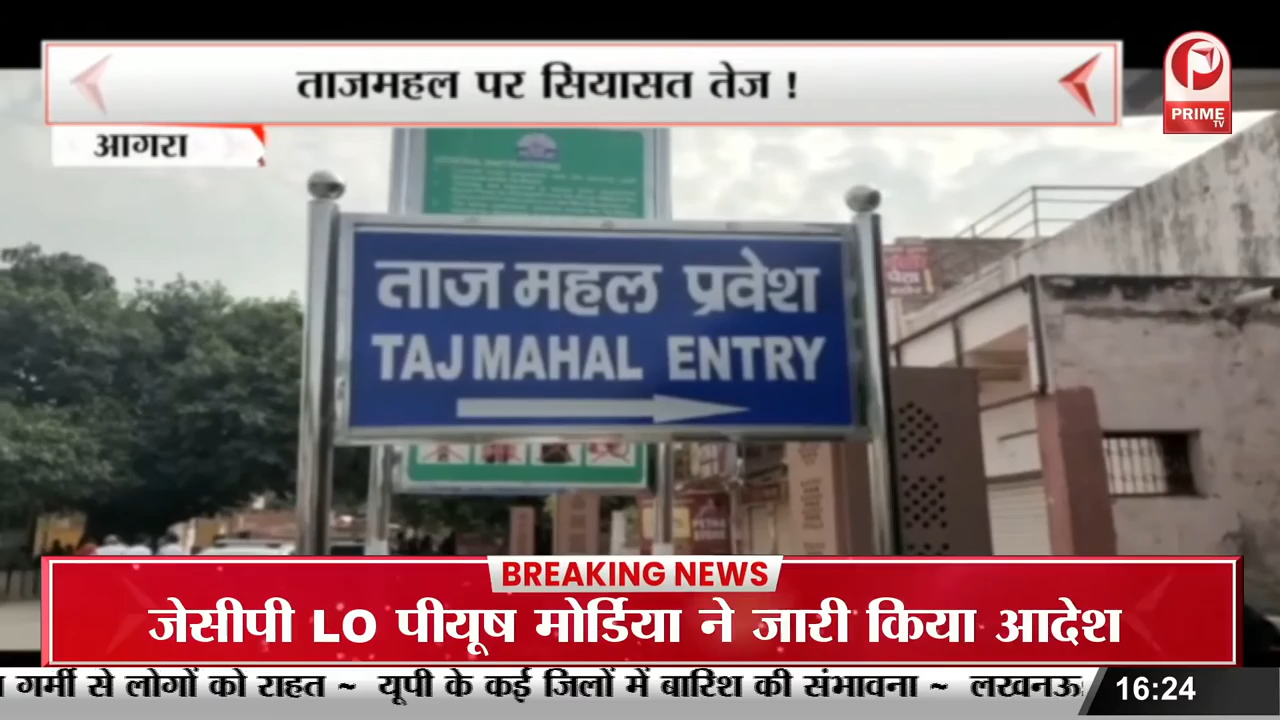 ताजमहल पर सियासत तेज !
PRIME
TV
आगरा
ताज महल प्रवेश
TAJ MAHAL ENTRY
BREAKING NEWS
जेसीपी LO पीयूष मोर्डिया ने जारी किया आदेश
गर्मी से लोगों को राहत ~ यूपी के कई जिलों में बारिश की संभावना ~ लखनऊ
16:24